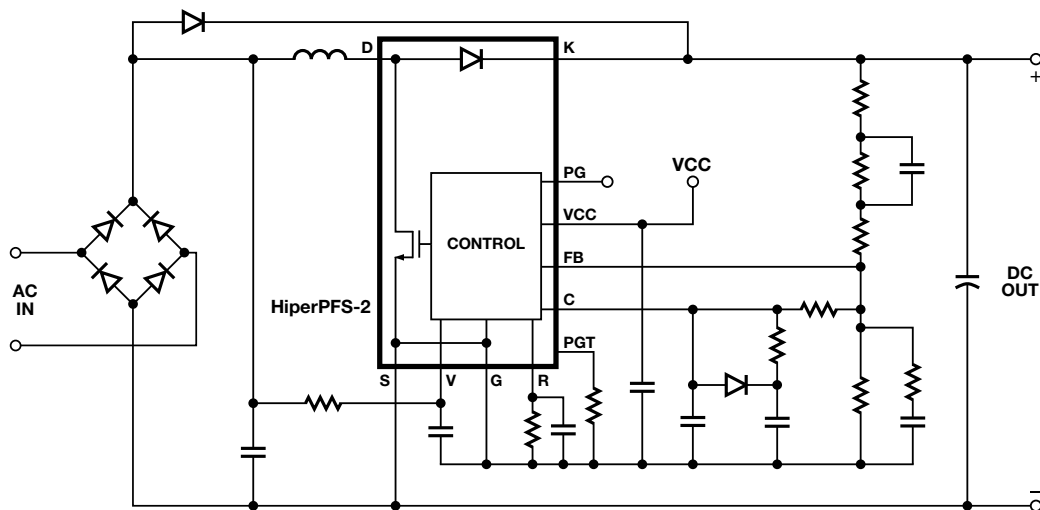 D
K
+
PG
VCC
VCC
CONTROL
FB
AC
IN
HiperPFS-2
C
DC
OUT
PGT
S
V
G
R
−